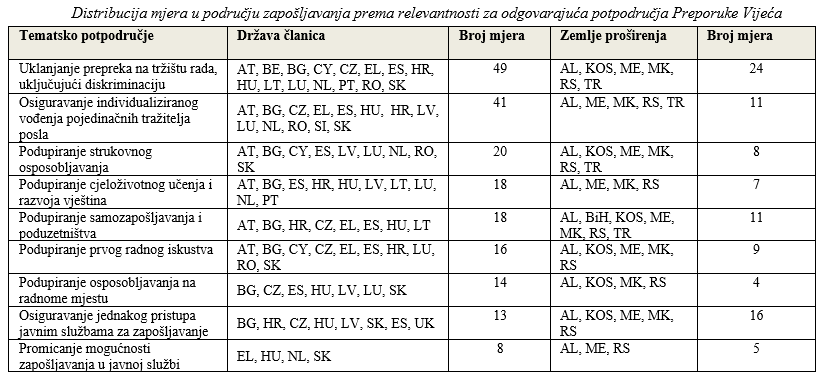 Distribucija mjera u području zapošljavanja prema relevantnosti za odgovarajuća potpodručja Preporuke Vijeća
Tematsko potpodručje Država članica Broj mjera Zemlje proširenja Broj mjera
Uklanjanje prepreka na tržištu rada, AT, BE, BG, CY, CZ, EL, ES, HR, 49 AL, KOS, ME, MK, 24
uključujući diskriminaciju HU, LT, LU, NL, PT, RO, SK RS, TR
Osiguravanje individualiziranog AT, BG, CZ, EL, ES, HU, HR, LV, 41 AL, ME, MK, RS, TR 11
vođenja pojedinačnih tražitelja LU, NL, RO, SI, SK
posla
Podupiranje strukovnog AT, BG, CY, ES, LV, LU, NL, RO, 20 AL, KOS, ME, MK, 8
osposobljavanja SK RS, TR
Podupiranje cjeloživotnog učenja i AT, BG, ES, HR, HU, LV, LT, LU, 18 AL, ME, MK, RS 7
razvoja vještina NL, PT
Podupiranje samozapošljavanja i AT, BG, HR, CZ, EL, ES, HU, LT 18 AL, BiH, KOS, ME, 11
poduzetništva MK, RS, TR
Podupiranje prvog radnog iskustva AT, BG, CY, CZ, EL, ES, HR, LU, 16 AL, KOS, ME, MK, 9
RO, SK RS
Podupiranje osposobljavanja na BG, CZ, ES, HU, LV, LU, SK 14 AL, KOS, MK, RS 4
radnome mjestu
Osiguravanje jednakog pristupa BG, HR, CZ, HU, LV, SK, ES, UK 13 AL, KOS, ME, MK, 16
javnim službama za zapošljavanje RS
Promicanje mogućnosti EL, HU, NL, SK 8 AL, ME, RS 5
zapošljavanja u javnoj službi